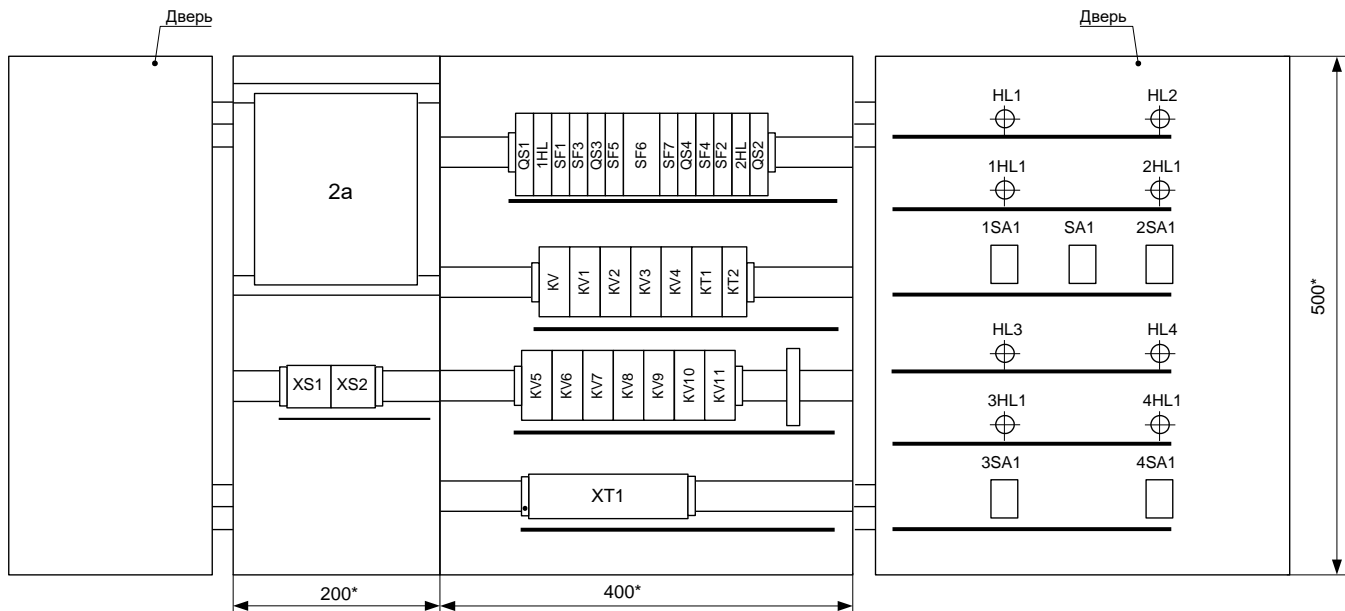 Дверь
Дверь
HL1 HL2
QS1 1HL SF1 SF3 QS3 SF5 SF6 SF7 QS4 SF4 SF2 2HL QS2
2а
1HL1 2HL1
1SA1 SA1 2SA1
KV KV1 KV2 KV3 KV4 KT1 KT2
500*
HL3 HL4
XS1 XS2
KV5 KV6 KV7 KV8 KV9 KV10 KV11
3HL1 4HL1
3SA1 4SA1
XT1
200* 400*